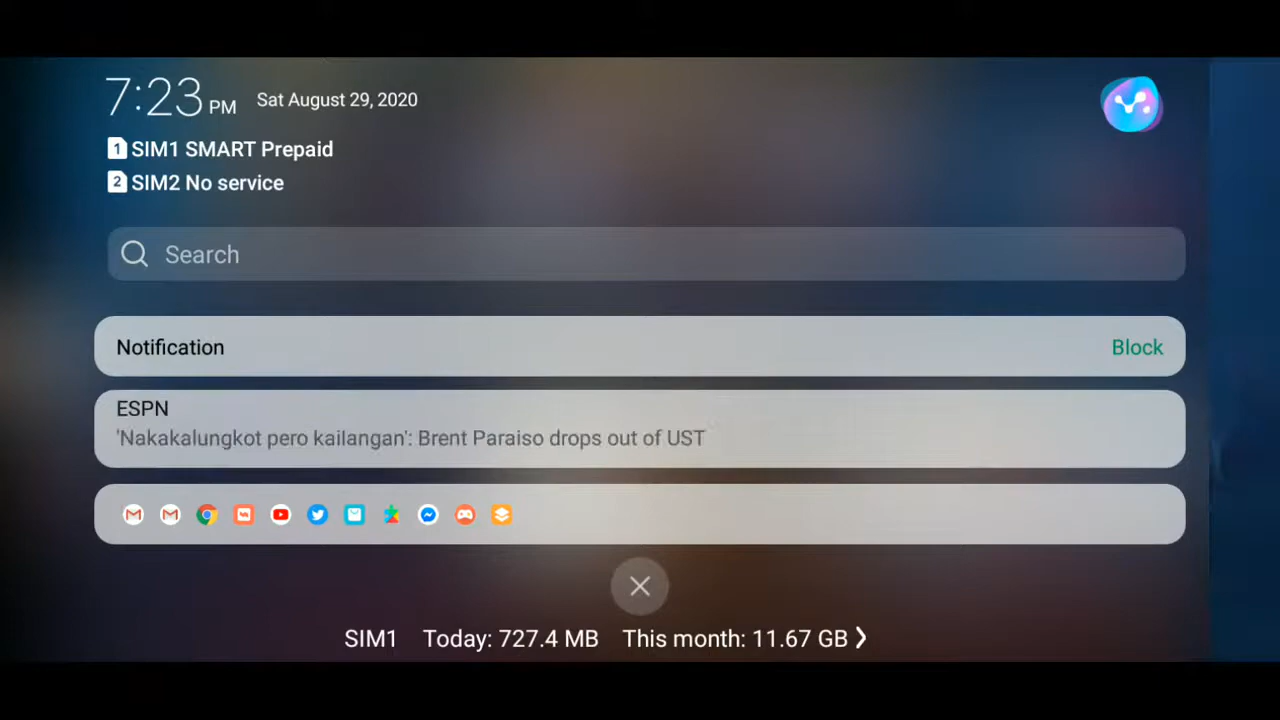 7:23 PM Sat August 29, 2020
1 SIM1 SMART Prepaid
2 SIM2 No service
Search
Notification Block
ESPN
'Nakakalungkot pero kailangan': Brent Paraiso drops out of UST
SIM1 Today: 727.4 MB This month: 11.67 GB